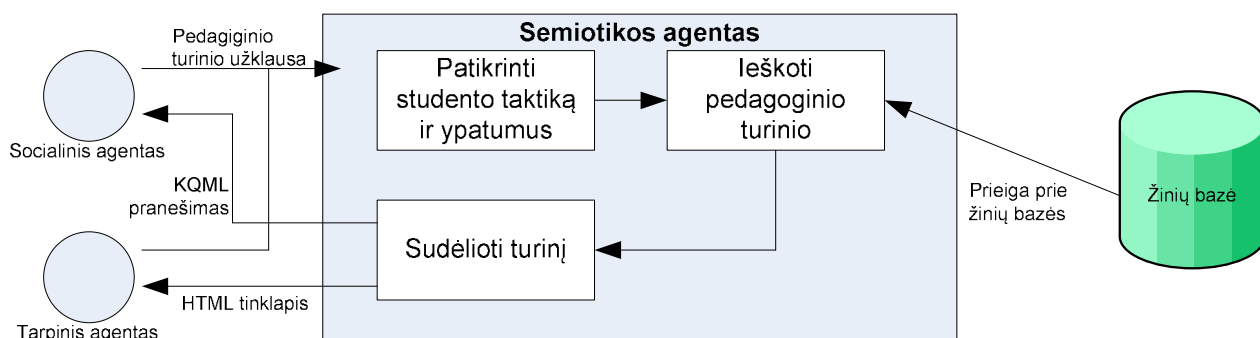 Semiotikos agentas
Pedagiginio
turinio užklausa
Patikrinti
studento taktiką
ir ypatumus
Ieškoti
pedagoginio
turinio
Socialinis agentas
KQML
pranešimas
Prieiga prie
žinių bazės
Žinių bazė
Sudėlioti turinį
HTML tinklapis
Tarpinis agentas